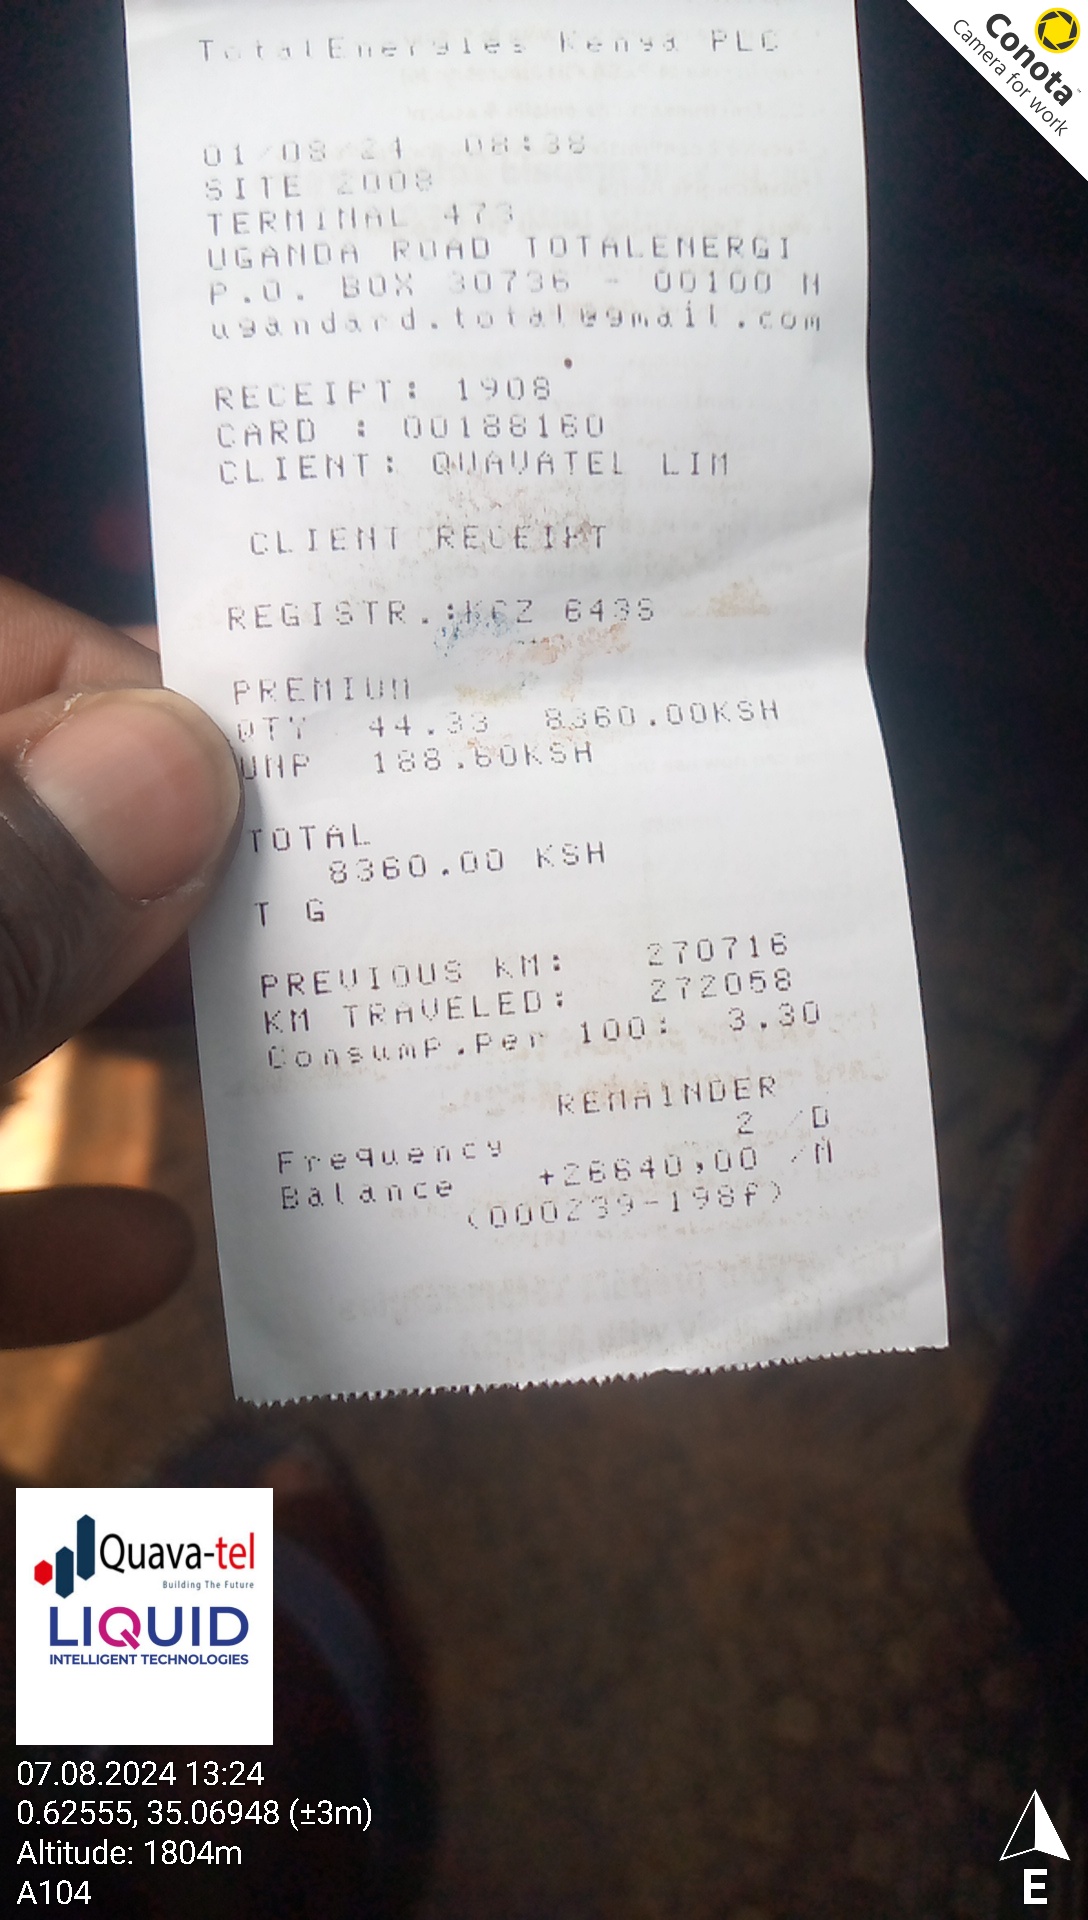 Conota
Camera for work
TotalEnergies Kenya PLC
01/08/24 08:38
SITE 2008
TERMINAL 473
UGANDA ROAD TOTALENERGI
P.O. BOX 30736 - 00100 N
ugandard.total@gmail.com
RECEIPT: 1908
CARD : 00188160
CLIENT: QUAVATEL LIM
CLIENT RECEIPT
REGISTR.:KCZ 643S
PREMIUM
QTY 44.33 8360.00KSH
UNP 188.60KSH
TOTAL
8360.00 KSH
T G
PREVIOUS KM: 270716
KM TRAVELED: 272058
Consump.Per 100: 3.30
REMAINDER
Frequency 2 /D
Balance +26640,00 /M
(000239-198f)
Quava-tel
Building The Future
LIQUID
INTELLIGENT TECHNOLOGIES
07.08.2024 13:24
0.62555, 35.06948 (±3m)
Altitude: 1804m
A104
E